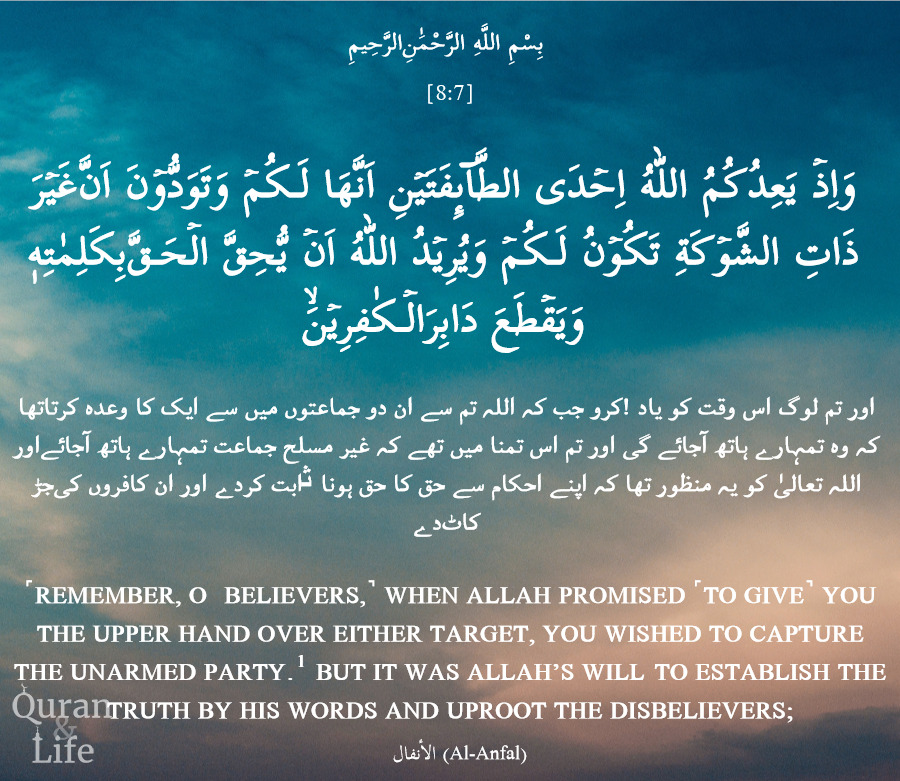 بِسْمِ اللَّهِ الرَّحْمَٰنِ الرَّحِيمِ
[8:7]
وَاِذۡ يَعِدُكُمُ اللّٰهُ اِحۡدَى الطَّآٮِٕفَتَيۡنِ اَنَّهَا لَـكُمۡ وَتَوَدُّوۡنَ اَنَّ غَيۡرَ
ذَاتِ الشَّوۡكَةِ تَكُوۡنُ لَـكُمۡ وَيُرِيۡدُ اللّٰهُ اَنۡ يُّحِقَّ الۡحَـقَّ بِكَلِمٰتِهٖ
وَيَقۡطَعَ دَابِرَ الۡـكٰفِرِيۡنَۙ
اور تم لوگ اس وقت کو یاد !کرو جب کہ اللہ تم سے ان دو جماعتوں میں سے ایک کا وعده کرتاتھا
کہ وه تمہارے ہاتھ آجائے گی اور تم اس تمنا میں تھے کہ غیر مسلح جماعت تمہارے ہاتھ آجائےاور
اللہ تعالیٰ کو یہ منظور تھا کہ اپنے احکام سے حق کا حق ہونا ﺛابت کردے اور ان کافروں کی جڑ
کاٹ دے
⸢REMEMBER, O BELIEVERS,⸣ WHEN ALLAH PROMISED ⸢TO GIVE⸣ YOU
THE UPPER HAND OVER EITHER TARGET, YOU WISHED TO CAPTURE
THE UNARMED PARTY.¹ BUT IT WAS ALLAH'S WILL TO ESTABLISH THE
TRUTH BY HIS WORDS AND UPROOT THE DISBELIEVERS;
Quran
&
Life
الأنفال (Al-Anfal)